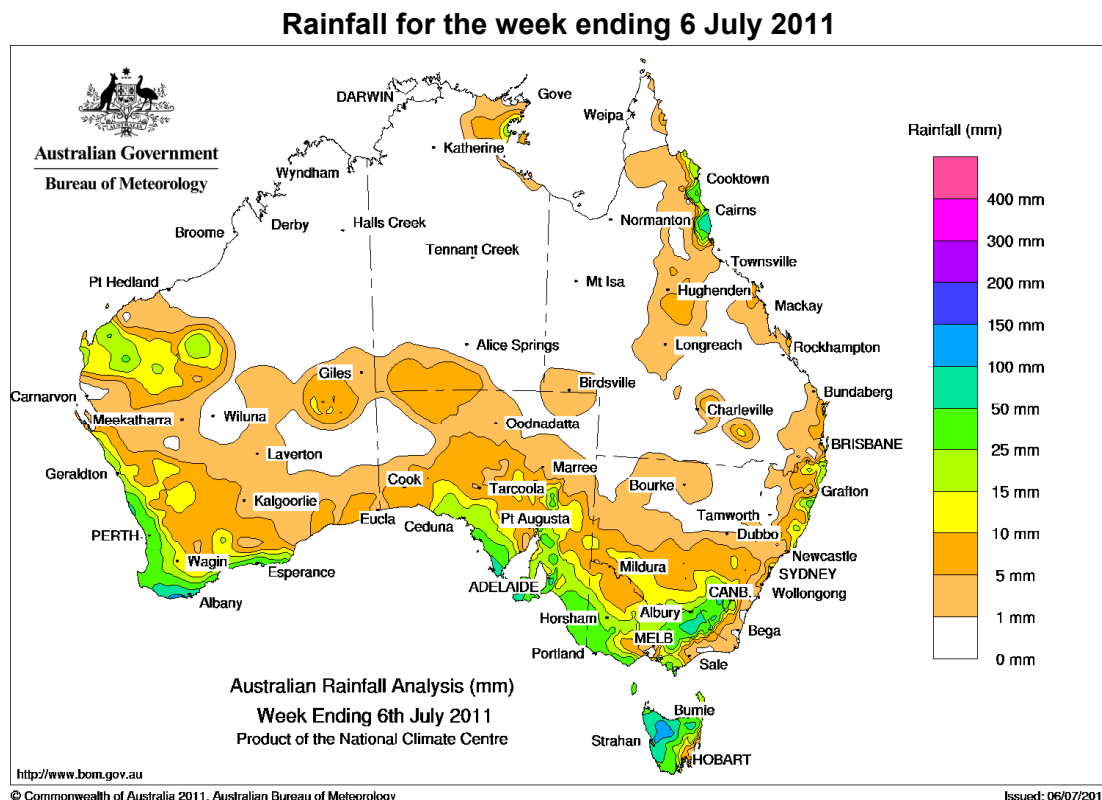 Rainfall for the week ending 6 July 2011
Australian Government
Bureau of Meteorology
DARWIN
Gove
Weipa
Katherine
Wyndham
Cooktown
Cairns
Normanton
Derby
Halls Creek
Broome
Tennant Creek
Townsville
Pt Hedland
Mt Isa
Hughenden
Mackay
Alice Springs
Longreach
Rockhampton
Giles
Birdsville
Carnarvon
Bundaberg
Meekatharra
Wiluna
Charleville
Oodnadatta
BRISBANE
Laverton
Marree
Geraldton
Cook
Bourke
Tarcoola
Grafton
Kalgoorlie
Eucla
Ceduna
Pt Augusta
Tamworth
PERTH
Dubbo
Newcastle
Wagin
Esperance
Mildura
SYDNEY
ADELAIDE
CANB.
Wollongong
Albany
Horsham
Albury
MELB
Bega
Portland
Sale
Burnie
Strahan
HOBART
Rainfall (mm)
400 mm
300 mm
200 mm
150 mm
100 mm
50 mm
25 mm
15 mm
10 mm
5 mm
1 mm
0 mm
Australian Rainfall Analysis (mm)
Week Ending 6th July 2011
Product of the National Climate Centre
http://www.bom.gov.au
© Commonwealth of Australia 2011, Australian Bureau of Meteorology
Issued: 06/07/201